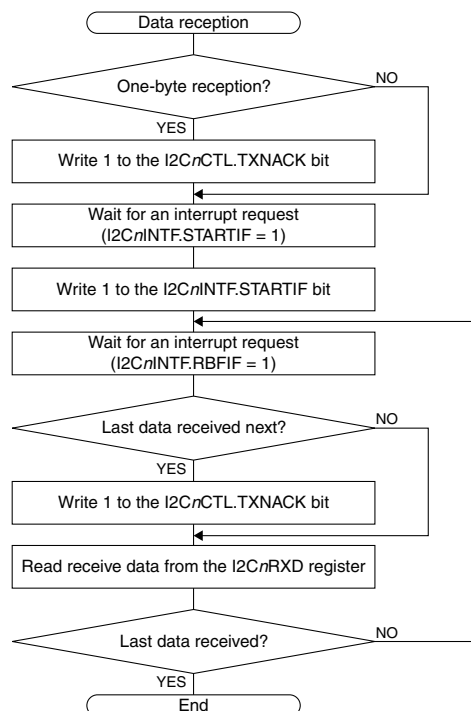 Data reception
One-byte reception?
NO
YES
Write 1 to the I2CnCTL.TXNACK bit
Wait for an interrupt request
(I2CnINTF.STARTIF = 1)
Write 1 to the I2CnINTF.STARTIF bit
Wait for an interrupt request
(I2CnINTF.RBFIF = 1)
Last data received next?
NO
YES
Write 1 to the I2CnCTL.TXNACK bit
Read receive data from the I2CnRXD register
Last data received?
NO
YES
End